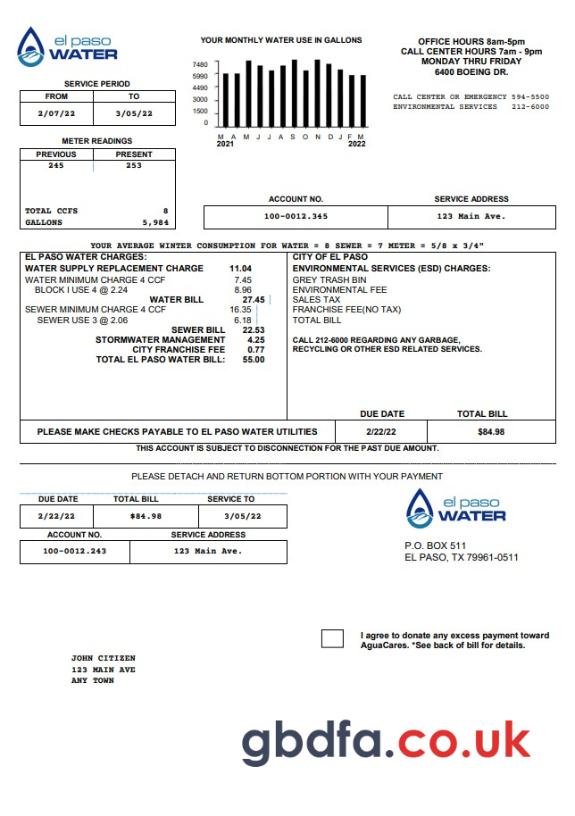 el paso
WATER
YOUR MONTHLY WATER USE IN GALLONS
7480
5990
4490
3000
1500
0
M A M J J A S O N D J F M
2021 2022
OFFICE HOURS 8am-5pm
CALL CENTER HOURS 7am - 9pm
MONDAY THRU FRIDAY
6400 BOEING DR.
CALL CENTER OR EMERGENCY 594-5500
ENVIRONMENTAL SERVICES 212-6000
SERVICE PERIOD
FROM TO
2/07/22 3/05/22
METER READINGS
PREVIOUS PRESENT
245 253
TOTAL CCFS 8
GALLONS 5,984
ACCOUNT NO. SERVICE ADDRESS
100-0012.345 123 Main Ave.
YOUR AVERAGE WINTER CONSUMPTION FOR WATER = 8 SEWER = 7 METER = 5/8 x 3/4"
EL PASO WATER CHARGES:
WATER SUPPLY REPLACEMENT CHARGE 11.04
WATER MINIMUM CHARGE 4 CCF 7.45
BLOCK I USE 4 @ 2.24 8.96
WATER BILL 27.45
SEWER MINIMUM CHARGE 4 CCF 16.35
SEWER USE 3 @ 2.06 6.18
SEWER BILL 22.53
STORMWATER MANAGEMENT 4.25
CITY FRANCHISE FEE 0.77
TOTAL EL PASO WATER BILL: 55.00
CITY OF EL PASO
ENVIRONMENTAL SERVICES (ESD) CHARGES:
GREY TRASH BIN
ENVIRONMENTAL FEE
SALES TAX
FRANCHISE FEE(NO TAX)
TOTAL BILL
CALL 212-6000 REGARDING ANY GARBAGE,
RECYCLING OR OTHER ESD RELATED SERVICES.
DUE DATE TOTAL BILL
PLEASE MAKE CHECKS PAYABLE TO EL PASO WATER UTILITIES 2/22/22 $84.98
THIS ACCOUNT IS SUBJECT TO DISCONNECTION FOR THE PAST DUE AMOUNT.
PLEASE DETACH AND RETURN BOTTOM PORTION WITH YOUR PAYMENT
DUE DATE TOTAL BILL SERVICE TO
2/22/22 $84.98 3/05/22
ACCOUNT NO. SERVICE ADDRESS
100-0012.243 123 Main Ave.
el paso
WATER
P.O. BOX 511
EL PASO, TX 79961-0511
I agree to donate any excess payment toward
AguaCares. *See back of bill for details.
JOHN CITIZEN
123 MAIN AVE
ANY TOWN
gbdfa.co.uk